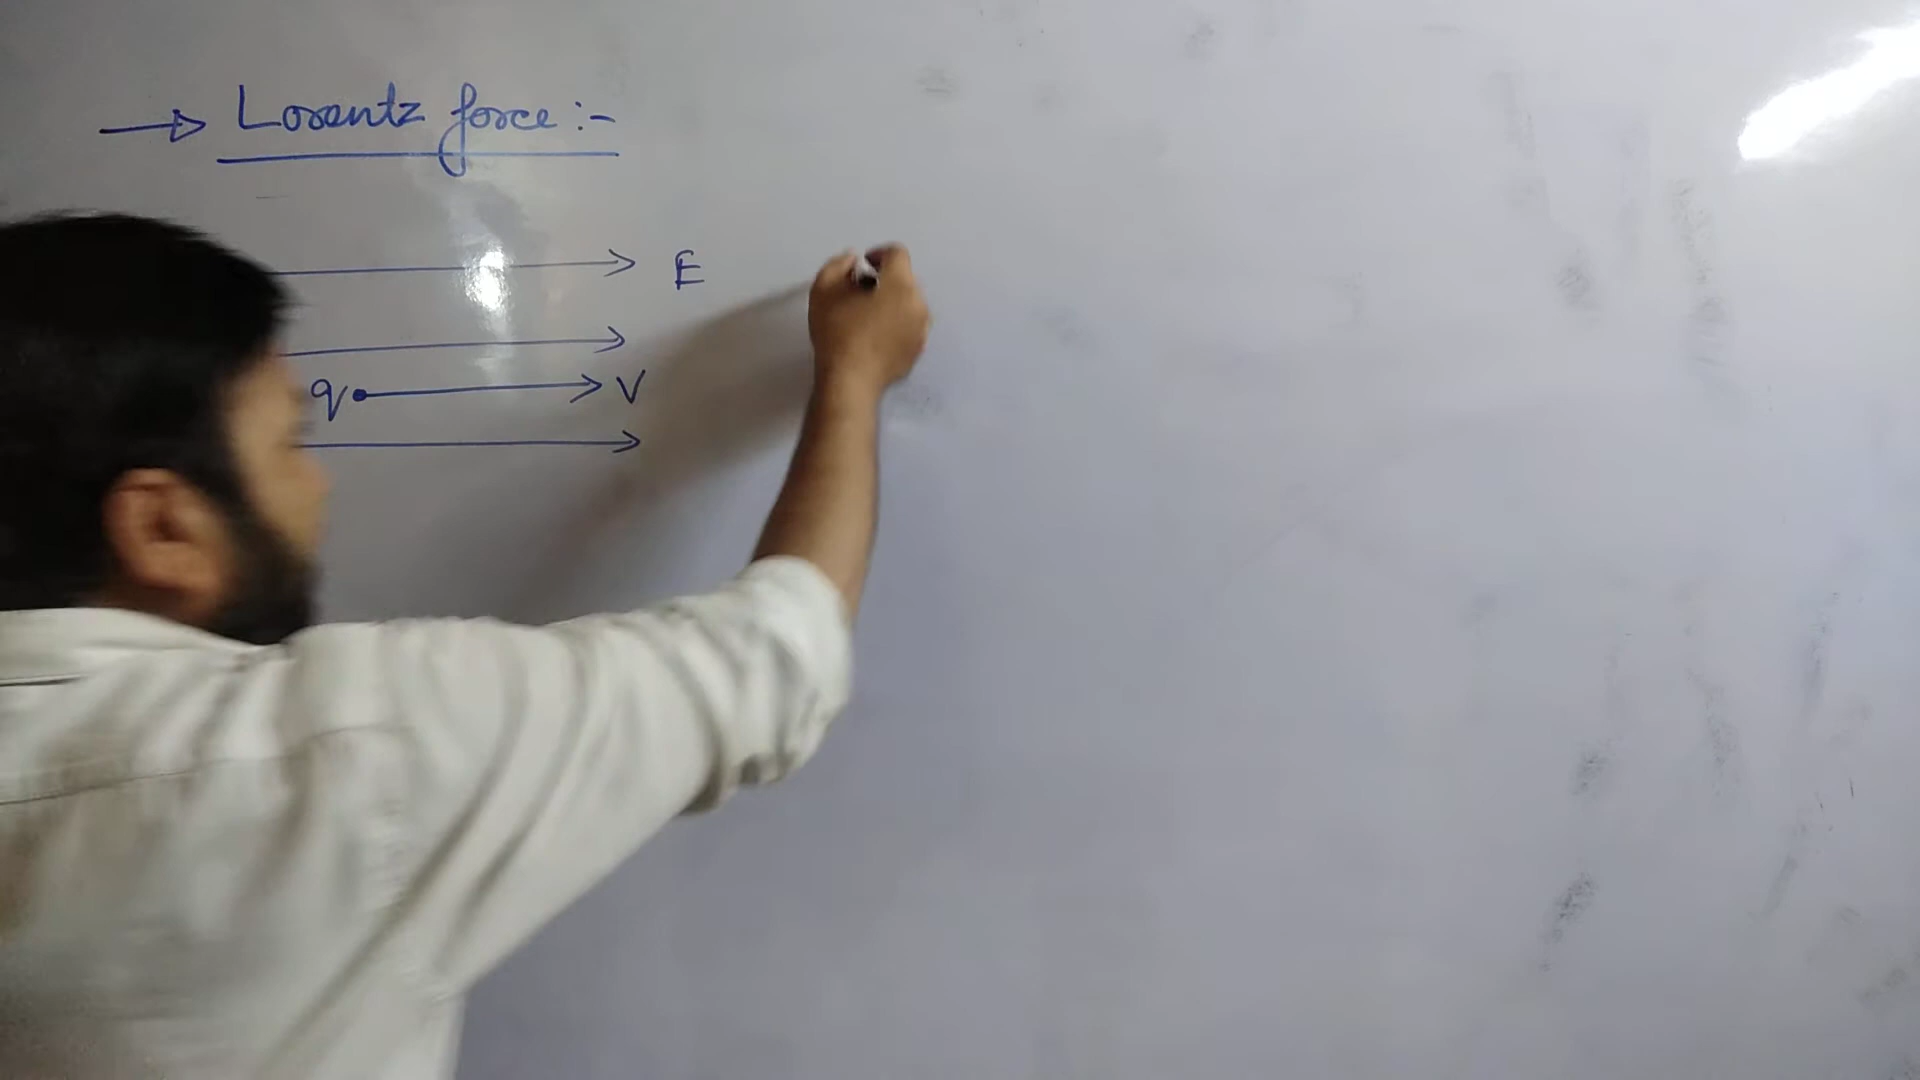 → Lorentz force :-
E
q V